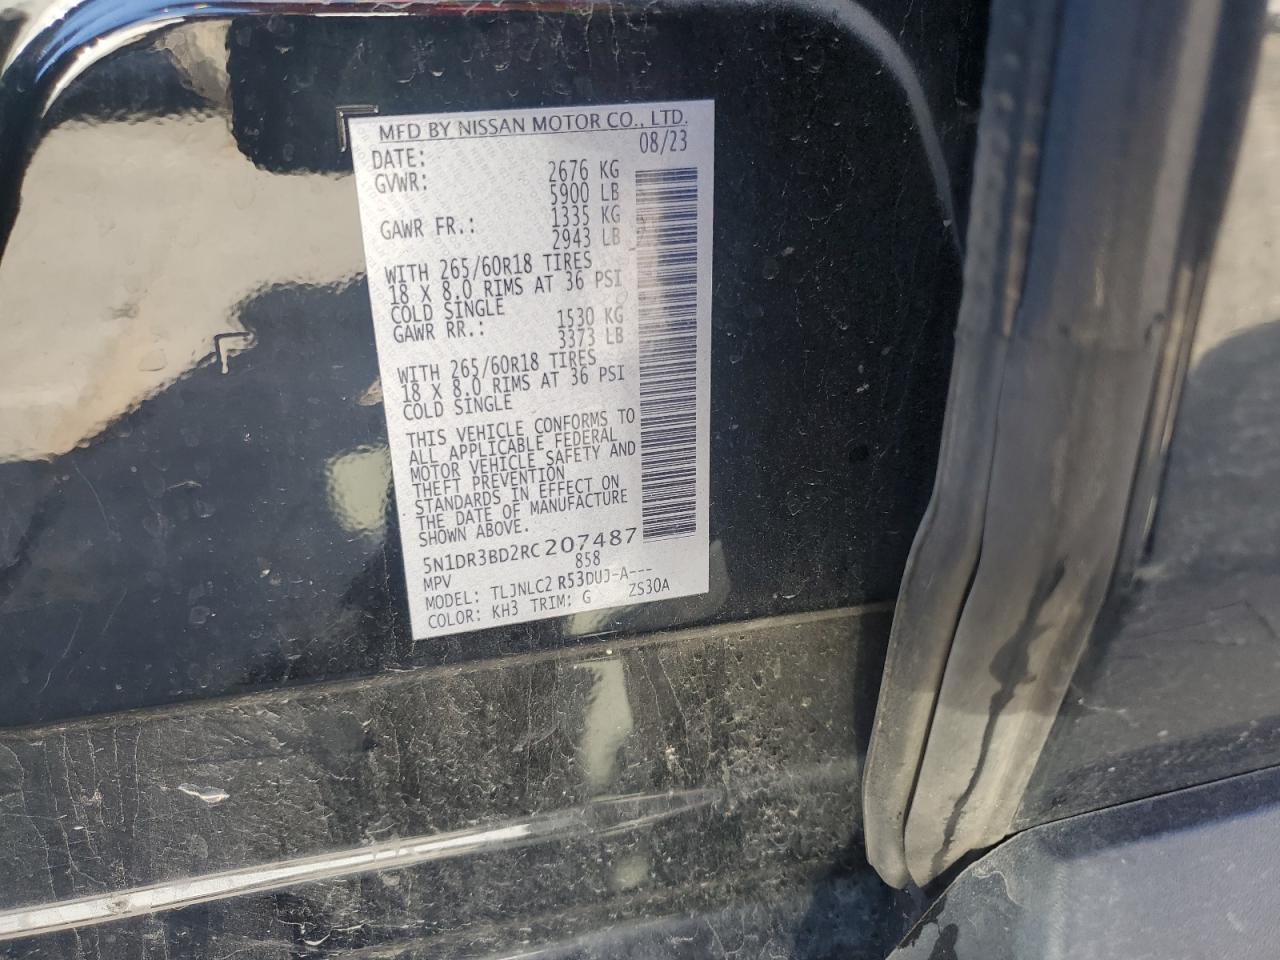 MFD BY NISSAN MOTOR CO., LTD.
DATE: 08/23
GVWR: 2676 KG
5900 LB
GAWR FR.: 1335 KG
2943 LB
WITH 265/60R18 TIRES
18 X 8.0 RIMS AT 36 PSI
COLD SINGLE
GAWR RR.: 1530 KG
3373 LB
WITH 265/60R18 TIRES
18 X 8.0 RIMS AT 36 PSI
COLD SINGLE
THIS VEHICLE CONFORMS TO
ALL APPLICABLE FEDERAL
MOTOR VEHICLE SAFETY AND
THEFT PREVENTION
STANDARDS IN EFFECT ON
THE DATE OF MANUFACTURE
SHOWN ABOVE.
5N1DR3BD2RC207487
MPV 858
MODEL: TLJNLC2 R53DUJ-A---
COLOR: KH3 TRIM: G ZS30A